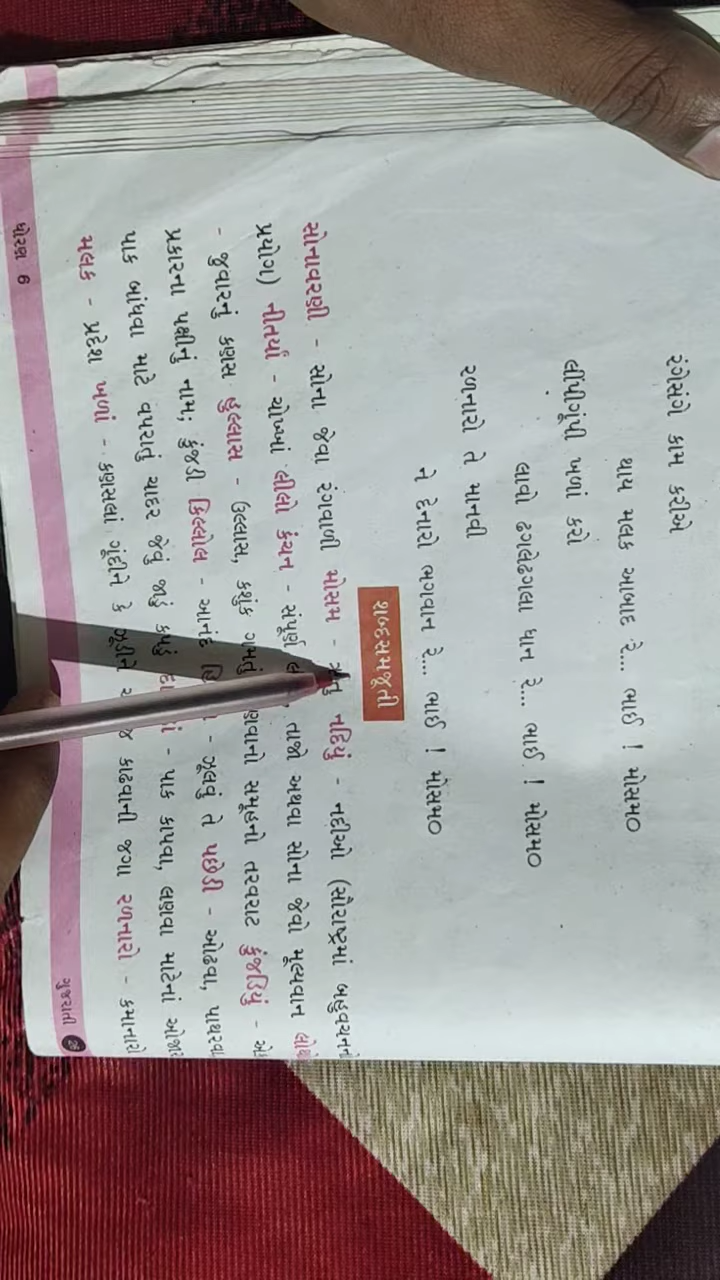 રંગેસંગે કામ કરીએ
થાય મલક આબાદ રે... ભાઈ ! મોસમ૦
લીંપીગૂંપી ખળાં કરો
લાવો ઢગલેઢગલા ધાન રે... ભાઈ ! મોસમ૦
રળનારો તે માનવી
ને દેનારો ભગવાન રે... ભાઈ ! મોસમ૦
શબ્દસમજૂતી
સોનાવરણી - સોના જેવા રંગવાળી મોસમ - નદિયું - નદીઓ (સૌરાષ્ટ્રમાં બહુવચનનો
પ્રયોગ) નીતર્યાં - ચોખ્ખાં લીલો કંચન - સંપૂર્ણ તાજો અથવા સોના જેવો મૂલ્યવાન
- જુવારનું કણસ હુલ્લાસ - ઉલ્લાસ, કશુંક ગમતું સમૂહનો તરવરાટ કુંજડિયું -
પ્રકારના પક્ષીનું નામ; કુંજડી કિલ્લોલ - આનંદ - ઝૂલવું તે પછેડી - ઓઢવા, પાથરવા
પાક બાંધવા માટે વપરાતું ચાદર જેવું જાડું કપડું - પાક કાપવા, લણવા માટેનાં
મલક - પ્રદેશ ખળાં - કણસલાં ગૂંદીને કે ઝૂડીને કાઢવાની જગ્યા રળનારો - કમાનારો
ધોરણ 6
ગુજરાતી